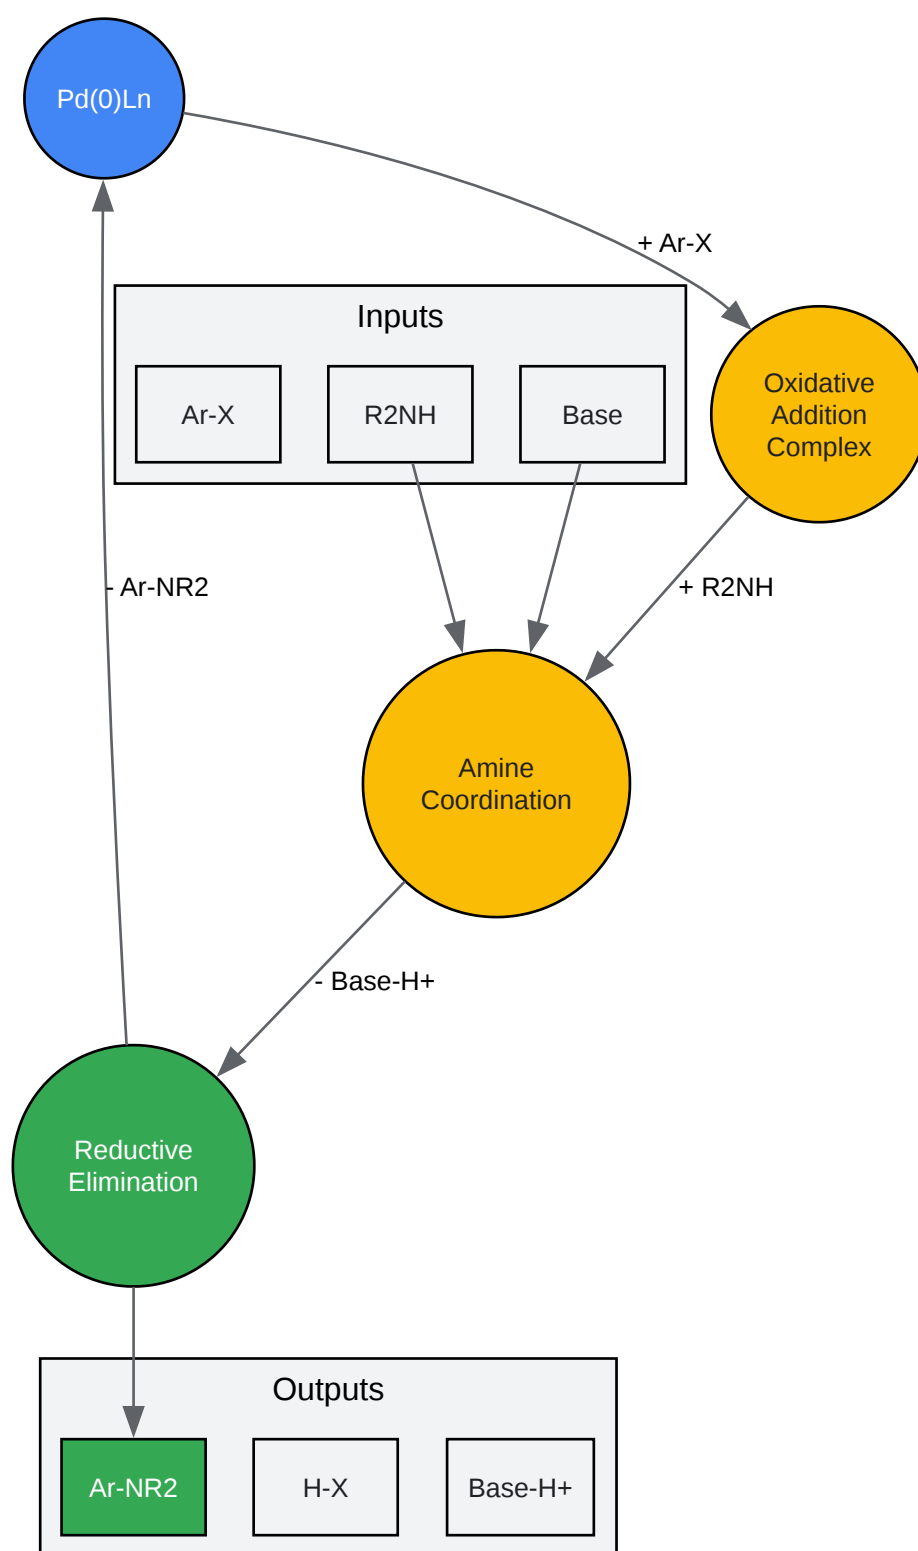 Pd(0)Ln
+ Ar-X
Inputs
Ar-X
R2NH
Base
Oxidative
Addition
Complex
- Ar-NR2
+ R2NH
Amine
Coordination
- Base-H+
Reductive
Elimination
Outputs
Ar-NR2
H-X
Base-H+